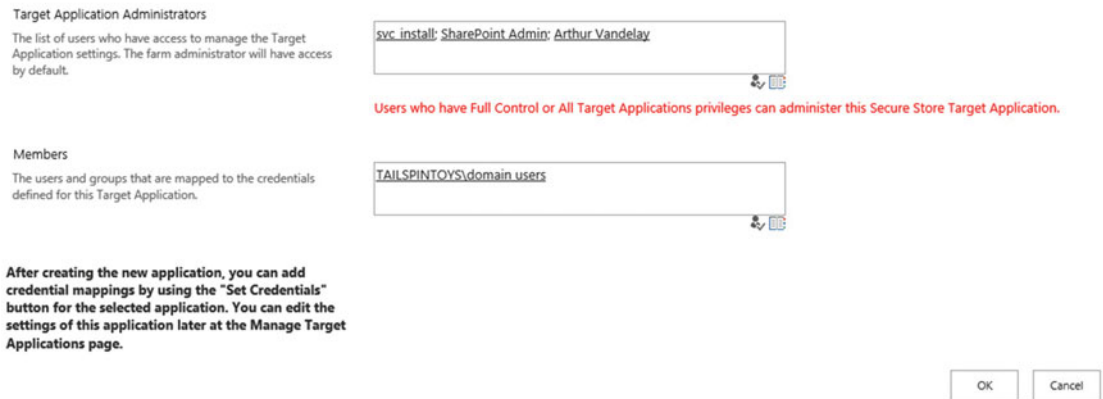 Target Application Administrators
The list of users who have access to manage the Target
Application settings. The farm administrator will have access
by default.
svc_install; SharePoint Admin; Arthur Vandelay
Users who have Full Control or All Target Applications privileges can administer this Secure Store Target Application.
Members
The users and groups that are mapped to the credentials
defined for this Target Application.
TAILSPINTOYS\domain users
After creating the new application, you can add
credential mappings by using the "Set Credentials"
button for the selected application. You can edit the
settings of this application later at the Manage Target
Applications page.
OK
Cancel